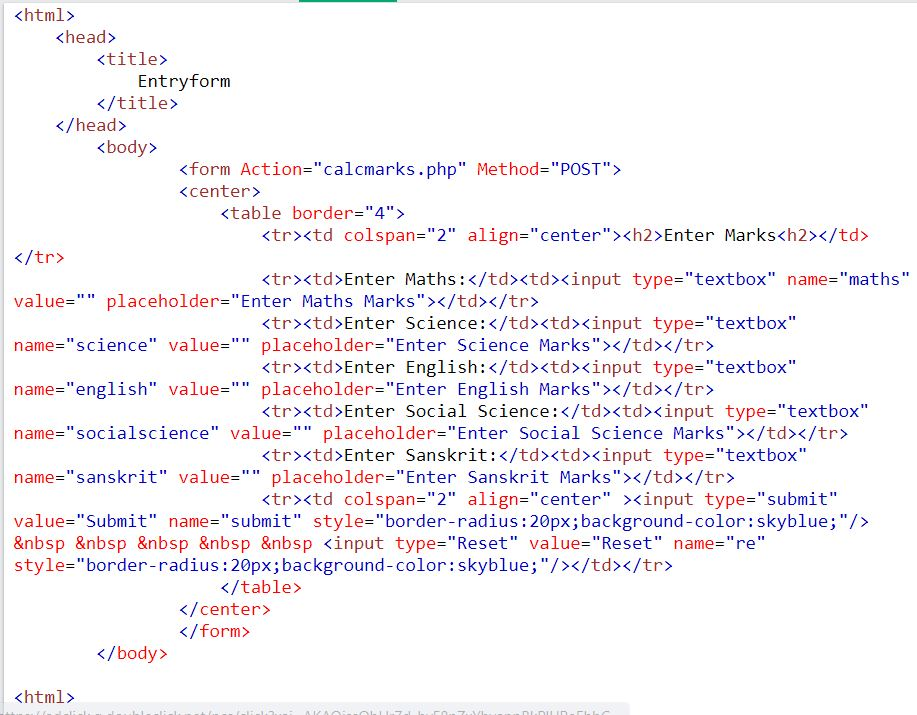 <html>
<head>
<title>
Entryform
</title>
</head>
<body>
<form Action="calcmarks.php" Method="POST">
<center>
<table border="4">
<tr><td colspan="2" align="center"><h2>Enter Marks<h2></td>
</tr>
<tr><td>Enter Maths:</td><td><input type="textbox" name="maths"
value="" placeholder="Enter Maths Marks"></td></tr>
<tr><td>Enter Science:</td><td><input type="textbox"
name="science" value="" placeholder="Enter Science Marks"></td></tr>
<tr><td>Enter English:</td><td><input type="textbox"
name="english" value="" placeholder="Enter English Marks"></td></tr>
<tr><td>Enter Social Science:</td><td><input type="textbox"
name="socialscience" value="" placeholder="Enter Social Science Marks"></td></tr>
<tr><td>Enter Sanskrit:</td><td><input type="textbox"
name="sanskrit" value="" placeholder="Enter Sanskrit Marks"></td></tr>
<tr><td colspan="2" align="center" ><input type="submit"
value="Submit" name="submit" style="border-radius:20px;background-color:skyblue;"/>
&nbsp &nbsp &nbsp &nbsp &nbsp <input type="Reset" value="Reset" name="re"
style="border-radius:20px;background-color:skyblue;"/></td></tr>
</table>
</center>
</form>
</body>
<html>